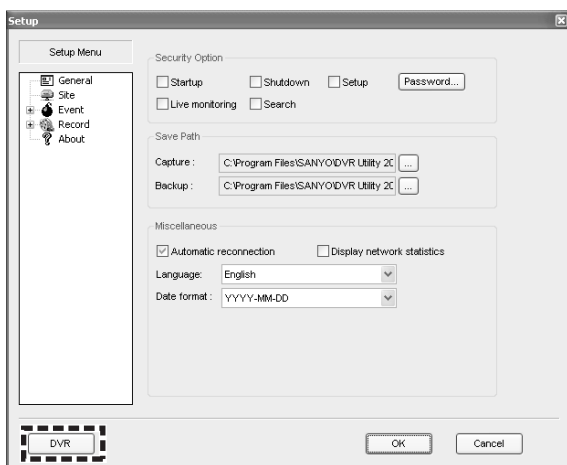 Setup
Setup Menu
General
Site
Event
Record
About
Security Option
Startup Shutdown Setup Password...
Live monitoring Search
Save Path
Capture : C:\Program Files\SANYO\DVR Utility 20 ...
Backup : C:\Program Files\SANYO\DVR Utility 20 ...
Miscellaneous
Automatic reconnection Display network statistics
Language: English
Date format : YYYY-MM-DD
DVR OK Cancel